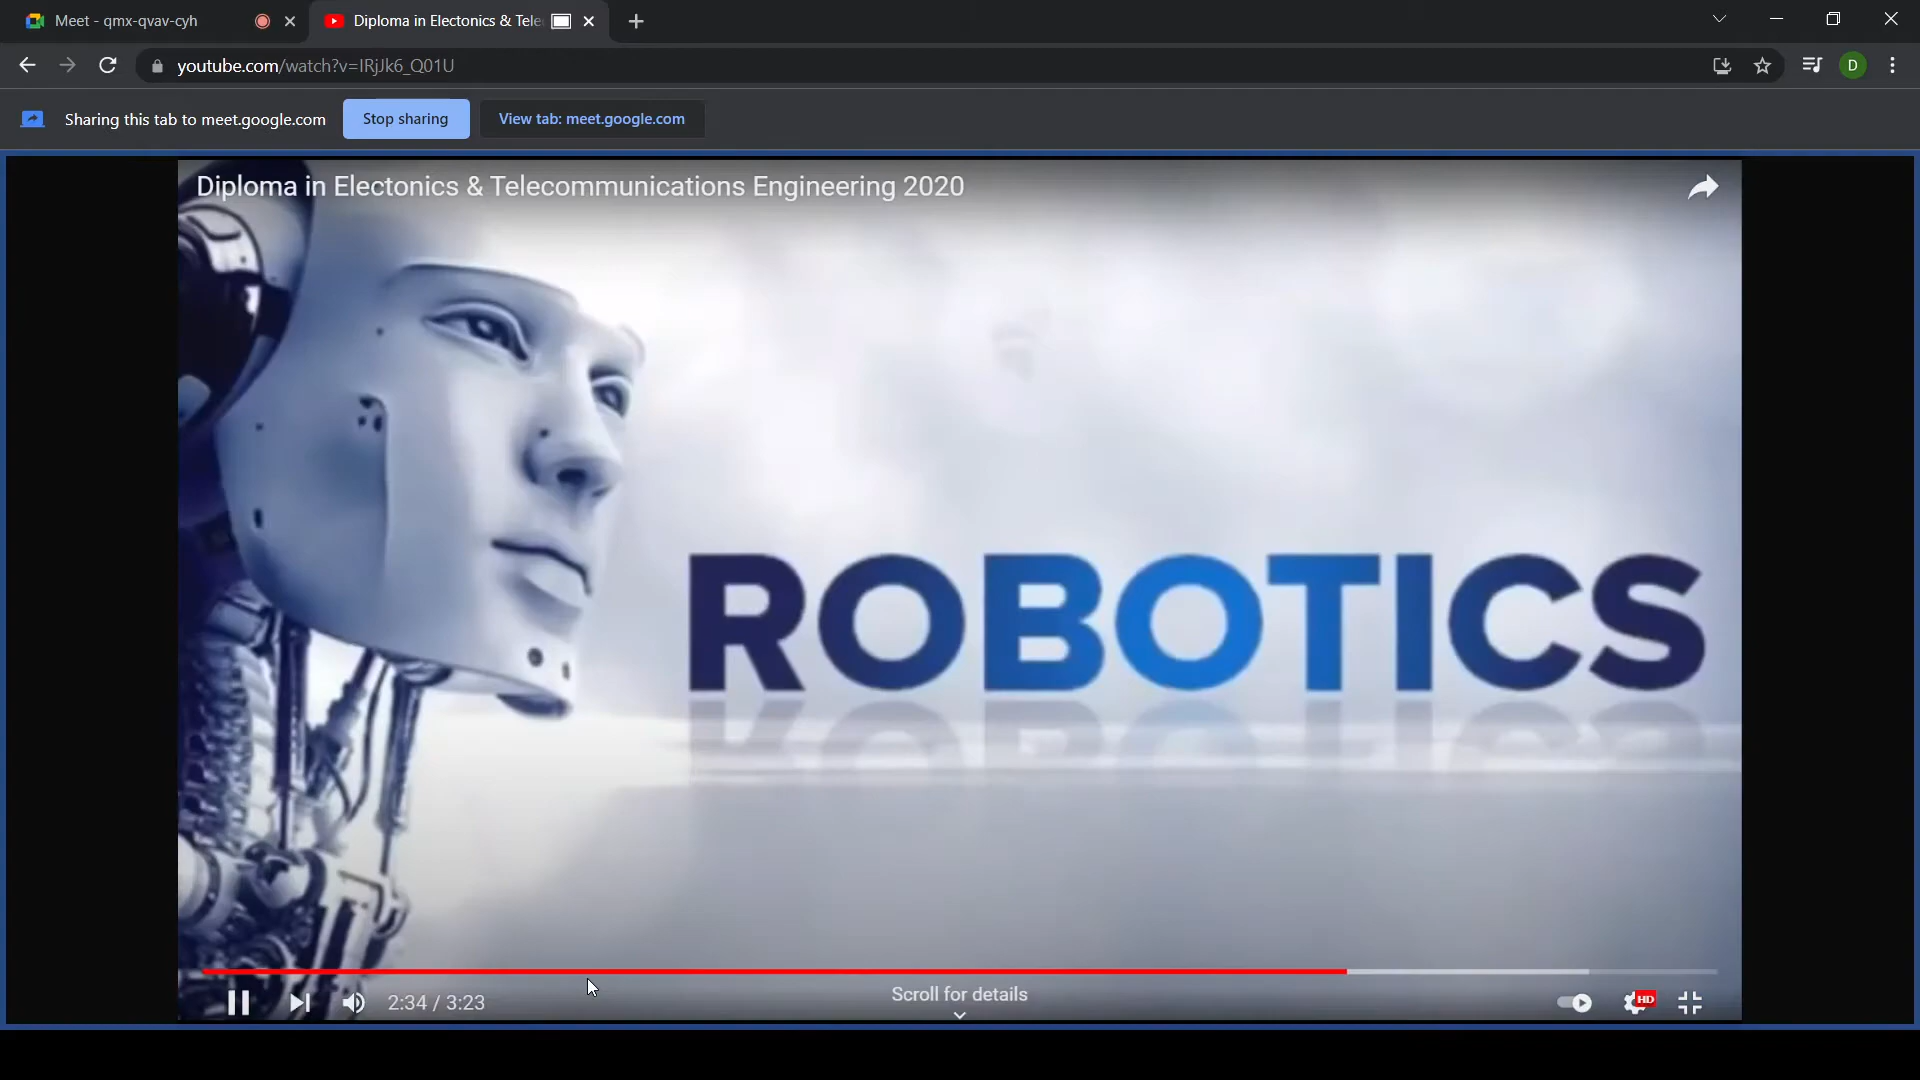 Meet - qmx-qvav-cyh
Diploma in Electonics & Tele
youtube.com/watch?v=IRjJk6_Q01U
D
Sharing this tab to meet.google.com
Stop sharing
View tab: meet.google.com
Diploma in Electonics & Telecommunications Engineering 2020
ROBOTICS
2:34 / 3:23
Scroll for details
HD